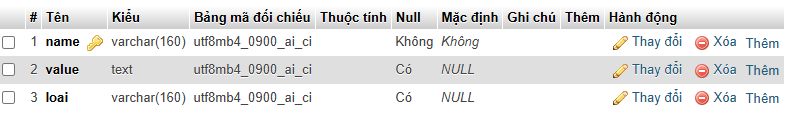 # Tên Kiểu Bảng mã đối chiếu Thuộc tính Null Mặc định Ghi chú Thêm Hành động
1 name varchar(160) utf8mb4_0900_ai_ci Không Không Thay đổi Xóa Thêm
2 value text utf8mb4_0900_ai_ci Có NULL Thay đổi Xóa Thêm
3 loai varchar(160) utf8mb4_0900_ai_ci Có NULL Thay đổi Xóa Thêm